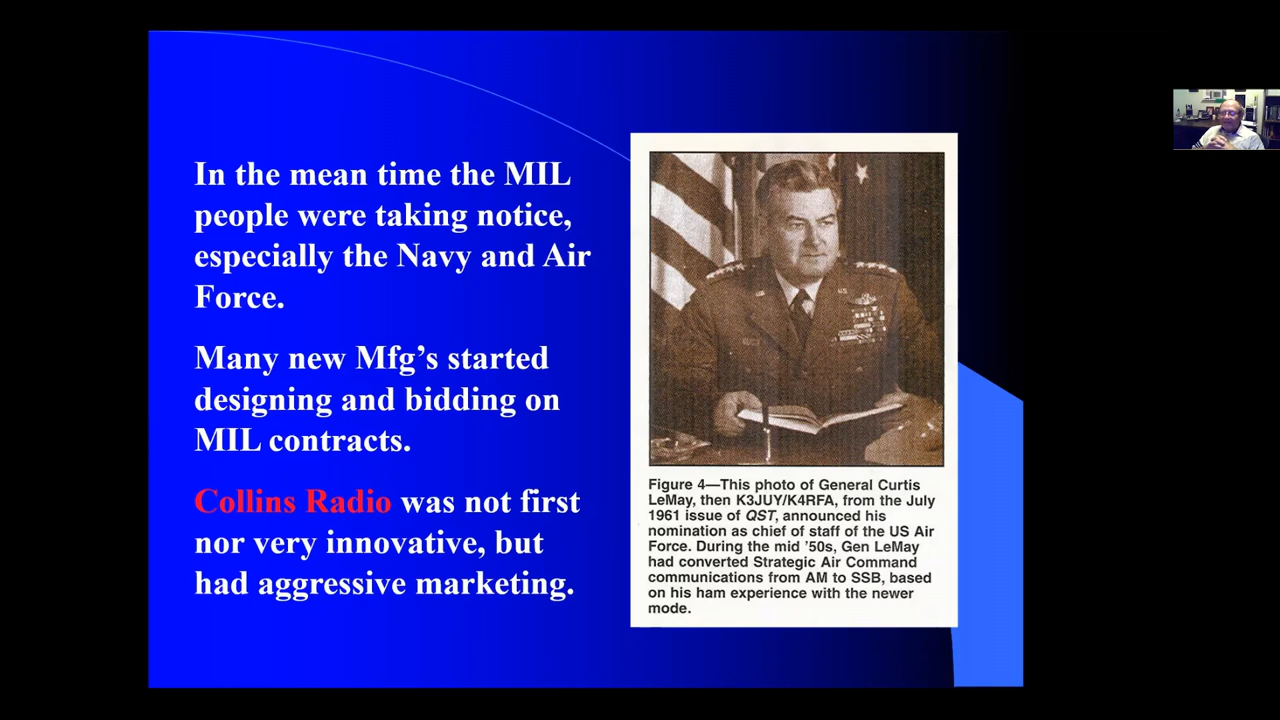 In the mean time the MIL
people were taking notice,
especially the Navy and Air
Force.
Many new Mfg’s started
designing and bidding on
MIL contracts.
Collins Radio was not first
nor very innovative, but
had aggressive marketing.
Figure 4—This photo of General Curtis
LeMay, then K3JUY/K4RFA, from the July
1961 issue of QST, announced his
nomination as chief of staff of the US Air
Force. During the mid ’50s, Gen LeMay
had converted Strategic Air Command
communications from AM to SSB, based
on his ham experience with the newer
mode.